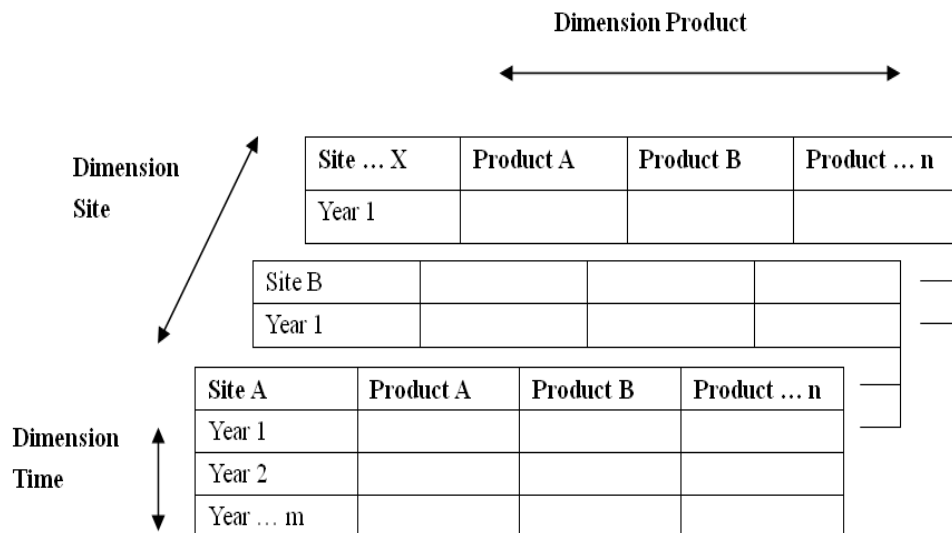 Dimension Product
Dimension
Site
Site … X Product A Product B Product … n
Year 1
Site B
Year 1
Site A Product A Product B Product … n
Year 1
Dimension
Time
Year 2
Year … m